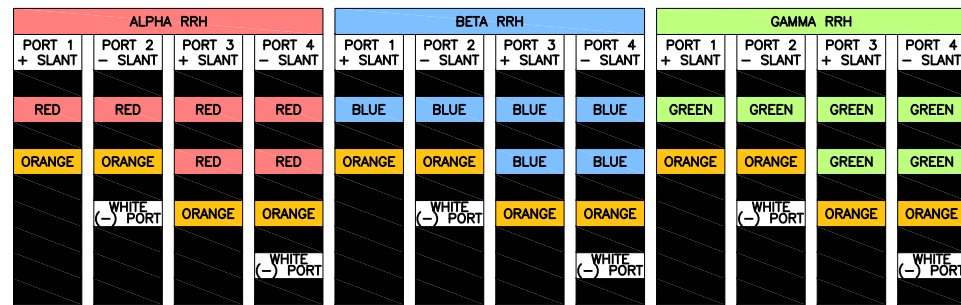 ALPHA RRH BETA RRH GAMMA RRH
PORT 1 PORT 2 PORT 3 PORT 4 PORT 1 PORT 2 PORT 3 PORT 4 PORT 1 PORT 2 PORT 3 PORT 4
+ SLANT - SLANT + SLANT - SLANT + SLANT - SLANT + SLANT - SLANT + SLANT - SLANT + SLANT - SLANT
RED RED RED RED BLUE BLUE BLUE BLUE GREEN GREEN GREEN GREEN
ORANGE ORANGE RED RED ORANGE ORANGE BLUE BLUE ORANGE ORANGE GREEN GREEN
WHITE WHITE WHITE
(-) PORT ORANGE ORANGE (-) PORT ORANGE ORANGE (-) PORT ORANGE ORANGE
WHITE WHITE WHITE
(-) PORT (-) PORT (-) PORT